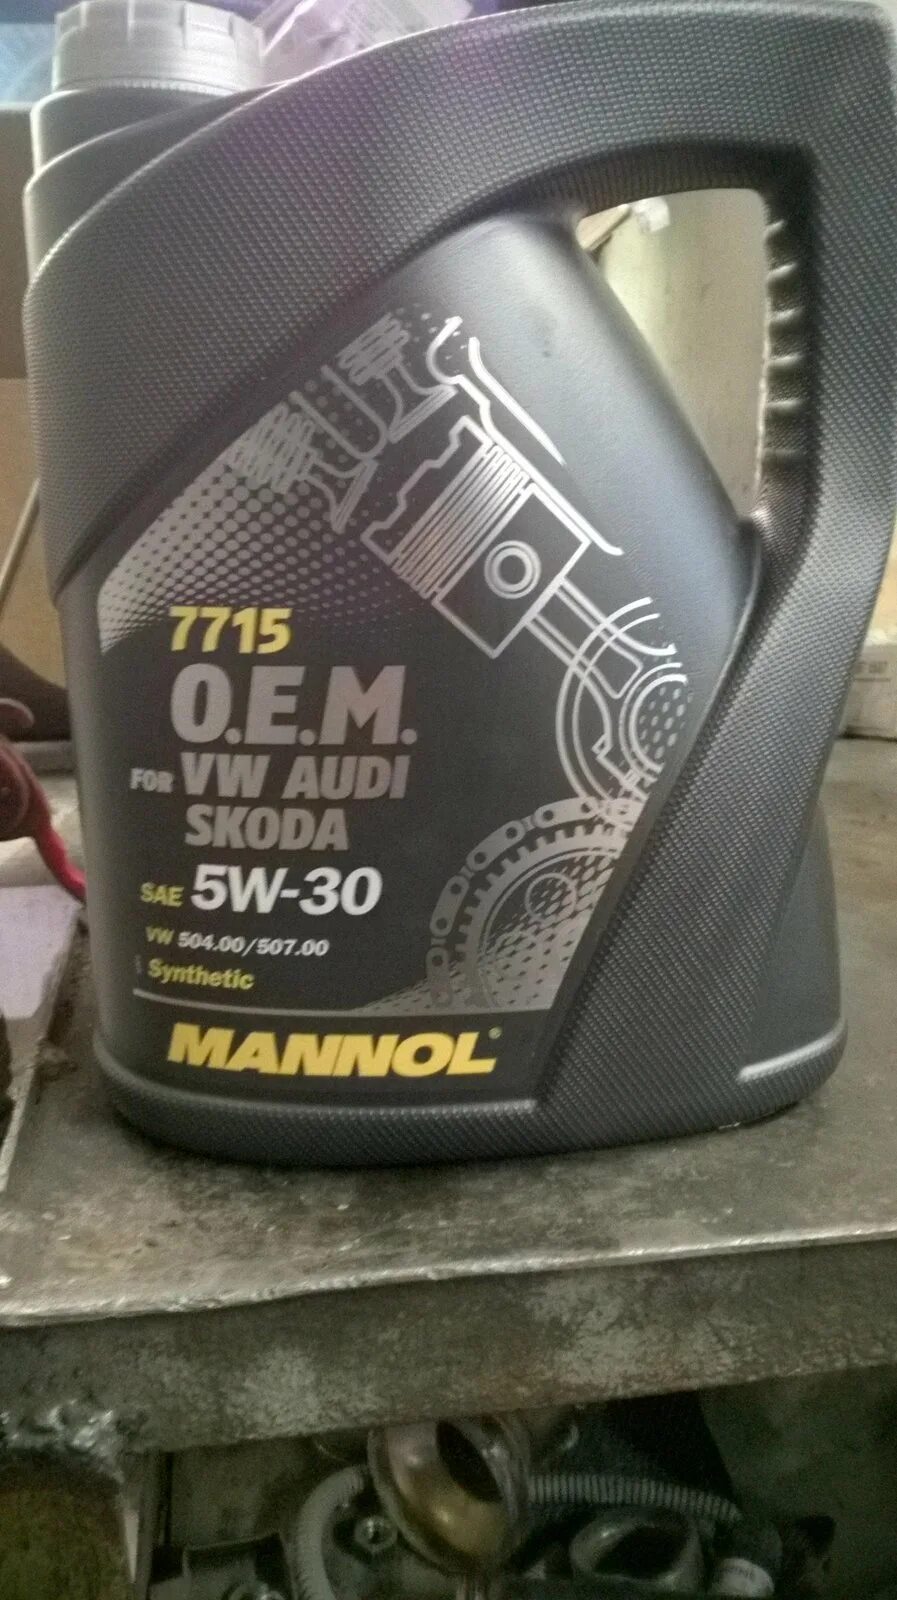 7715
O.E.M.
FOR VW AUDI
SKODA
SAE 5W-30
VW 504.00/507.00
Synthetic
MANNOL®